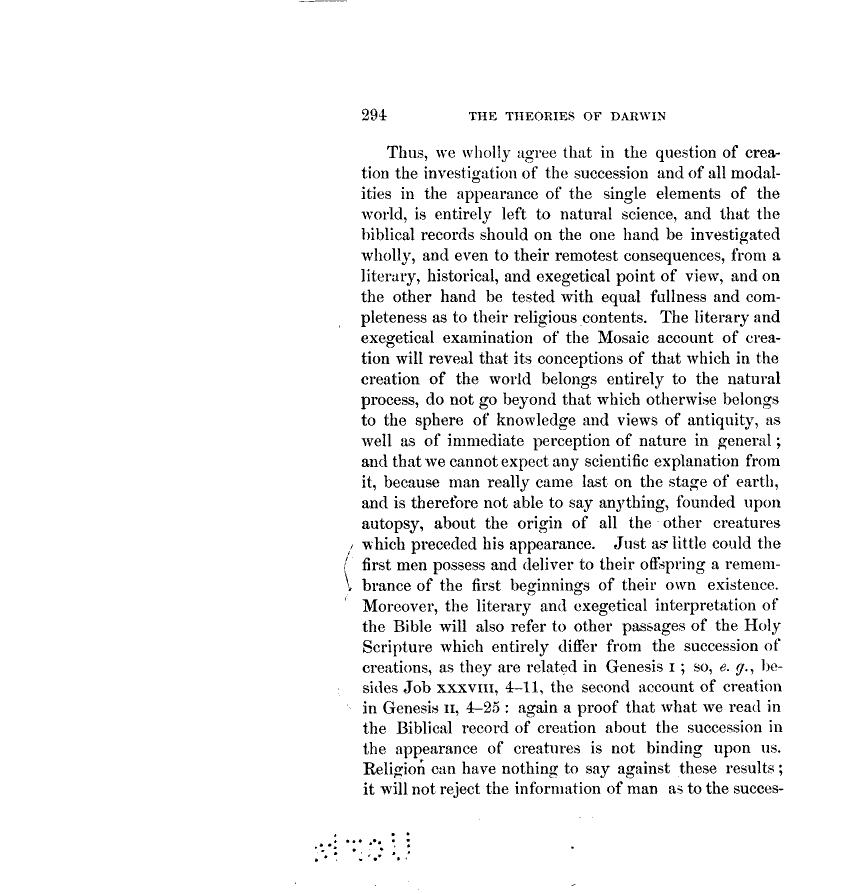 294 THE THEORIES OF DARWIN
Thus, we wholly agree that in the question of crea-
tion the investigation of the succession and of all modal-
ities in the appearance of the single elements of the
world, is entirely left to natural science, and that the
biblical records should on the one hand be investigated
wholly, and even to their remotest consequences, from a
literary, historical, and exegetical point of view, and on
the other hand be tested with equal fullness and com-
pleteness as to their religious contents. The literary and
exegetical examination of the Mosaic account of crea-
tion will reveal that its conceptions of that which in the
creation of the world belongs entirely to the natural
process, do not go beyond that which otherwise belongs
to the sphere of knowledge and views of antiquity, as
well as of immediate perception of nature in general;
and that we cannot expect any scientific explanation from
it, because man really came last on the stage of earth,
and is therefore not able to say anything, founded upon
autopsy, about the origin of all the other creatures
which preceded his appearance. Just as little could the
first men possess and deliver to their offspring a remem-
brance of the first beginnings of their own existence.
Moreover, the literary and exegetical interpretation of
the Bible will also refer to other passages of the Holy
Scripture which entirely differ from the succession of
creations, as they are related in Genesis I; so, e. g., be-
sides Job XXXVIII, 4–11, the second account of creation
in Genesis II, 4–25: again a proof that what we read in
the Biblical record of creation about the succession in
the appearance of creatures is not binding upon us.
Religion can have nothing to say against these results;
it will not reject the information of man as to the succes-